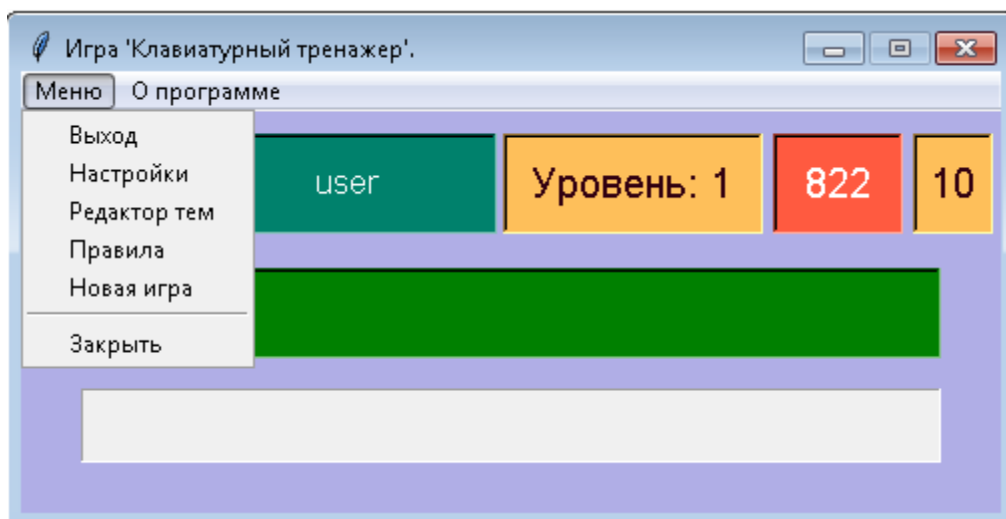 Игра 'Клавиатурный тренажер'.
Меню О программе
Выход
Настройки
Редактор тем
Правила
Новая игра
Закрыть
user Уровень: 1 822 10